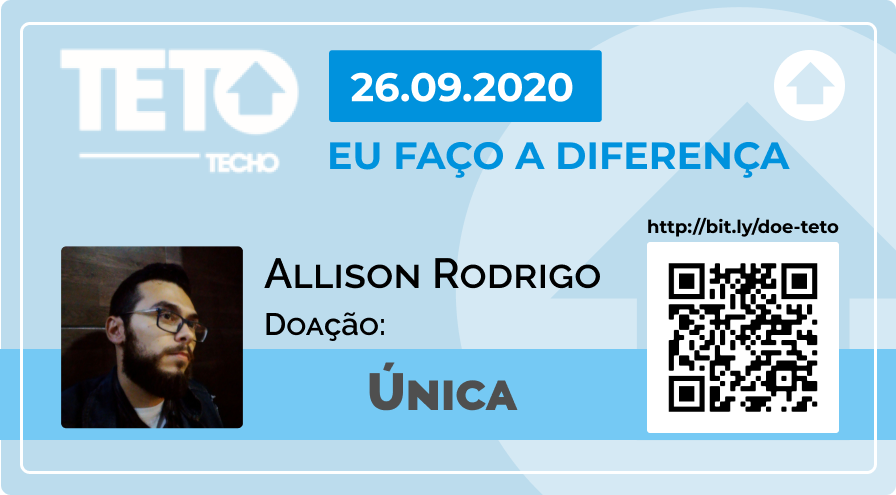 TETO
TECHO
26.09.2020
EU FAÇO A DIFERENÇA
http://bit.ly/doe-teto
Allison Rodrigo
Doação:
Única